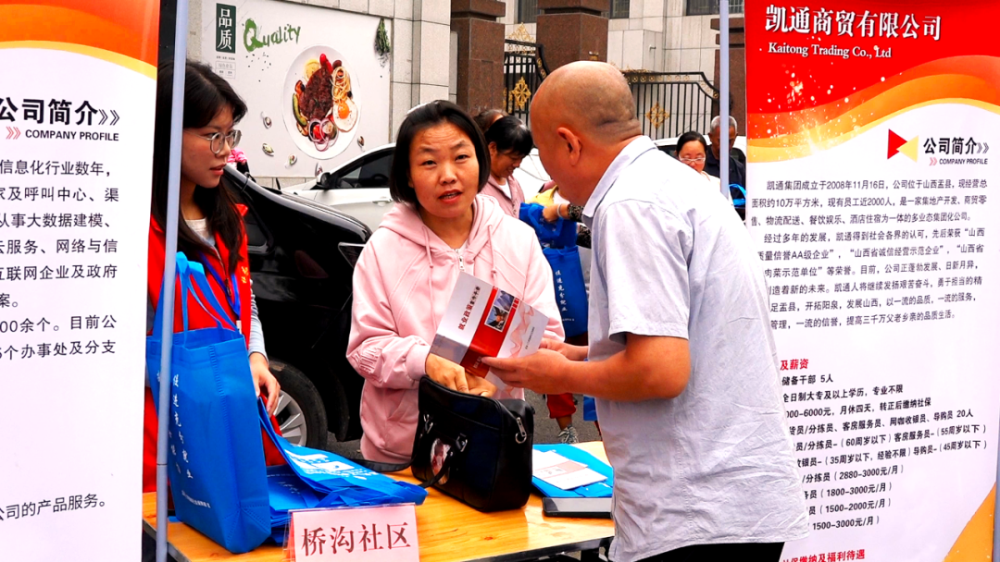 公司简介
COMPANY PROFILE
信息化行业数年，
家及呼叫中心、渠
从事大数据建模、
云服务、网络与信
互联网企业及政府
案。
00余个。目前公
5个办事处及分支
公司的产品服务。
品质
Quality
就业政策
桥沟社区
凯通商贸有限公司
Kaitong Trading Co., Ltd
公司简介
COMPANY PROFILE
凯通集团成立于2008年11月16日，公司位于山西盂县，现经营总
面积约10万平方米，现有员工近2000人，是一家集地产开发、商贸零
售、物流配送、餐饮娱乐、酒店住宿为一体的多业态集团化公司。
经过多年的发展，凯通得到社会各界的认可，先后荣获“山西
质量信誉AA级企业”，“山西省诚信经营示范企业”，“山西省
肉菜示范单位”等荣誉。目前，公司正蓬勃发展、日新月异，
创造着新的未来。凯通人将继续发扬艰苦奋斗，勇于担当的精
足盂县，开拓阳泉，发展山西，以一流的品质，一流的服务，
管理，一流的信誉，提高三千万父老乡亲的品质生活。
及薪资
储备干部 5人
全日制大专及以上学历，专业不限
000-6000元/月，月休四天，转正后缴纳社保
员/分拣员、客房服务员、网咖收银员、导购员 20人
员/分拣员-（60周岁以下）客房服务员-（55周岁以下）
收银员-（35周岁以下，经验不限）导购员-（45周岁以下）
/分拣员（2880-3000元/月）
员（1800-3000元/月）
员（1500-2000元/月）
（1500-3000元/月）
保缴纳及福利待遇